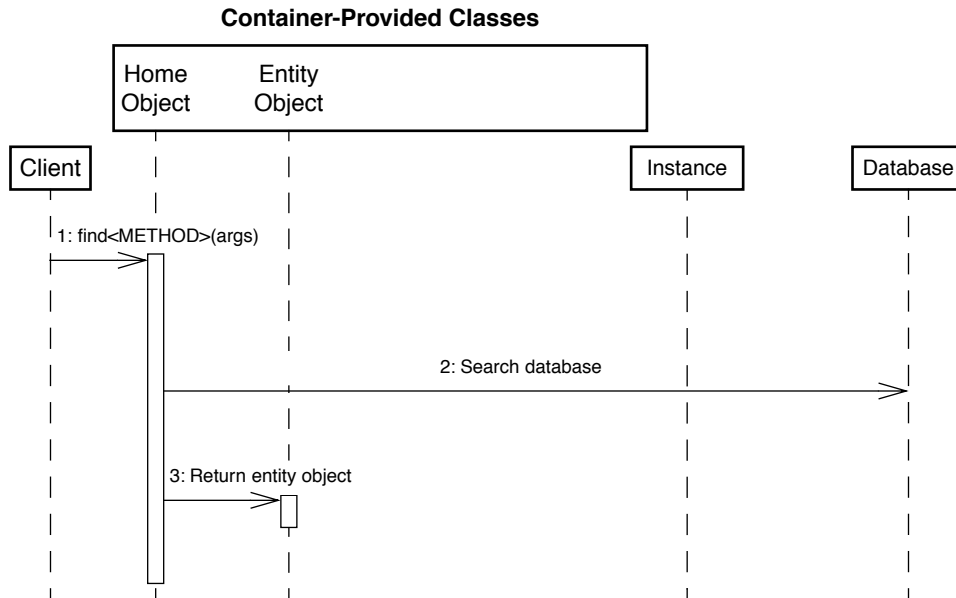 Container-Provided Classes
Home Object
Entity Object
Client
Instance
Database
1: find<METHOD>(args)
2: Search database
3: Return entity object